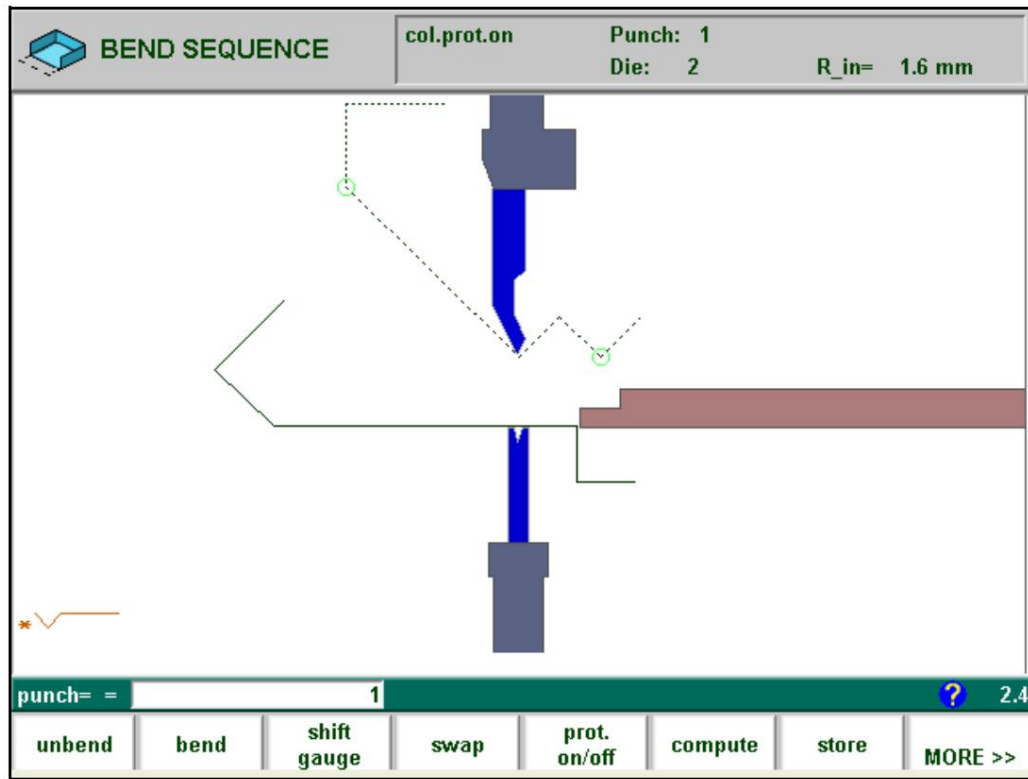 BEND SEQUENCE
col.prot.on Punch: 1
Die: 2 R_in= 1.6 mm
*
punch= = 1 ? 2.4
unbend bend shift gauge swap prot. on/off compute store MORE >>